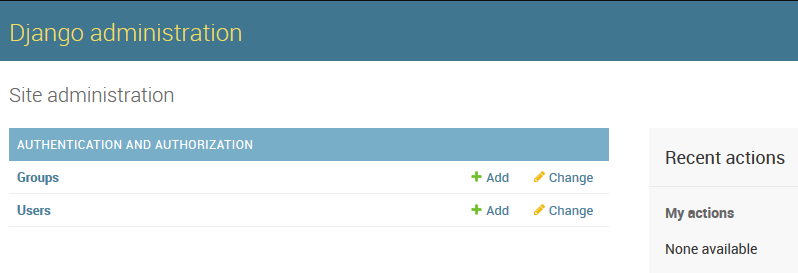 Django administration
Site administration
AUTHENTICATION AND AUTHORIZATION
Groups Add Change
Users Add Change
Recent actions
My actions
None available